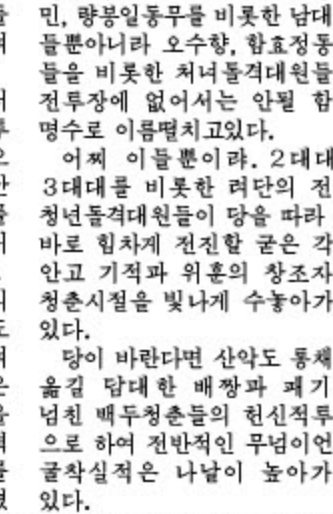 민, 량봉일동무를 비롯한 남대
들뿐아니라 오수향, 함효정동
들을 비롯한 처녀돌격대원들
전투장에 없어서는 안될 함
명수로 이름떨치고있다.
어찌 이들뿐이랴. 2대대
3대대를 비롯한 려단의 전
청년돌격대원들이 당을 따라
바로 힘차게 전진할 굳은 각
안고 기적과 위훈의 창조자
청춘시절을 빛나게 수놓아가
있다.
당이 바란다면 산악도 통채
옮길 담대한 배짱과 패기
넘친 백두청춘들의 헌신적투
으로 하여 전반적인 무넘이언
굴착실적은 나날이 높아가
있다.